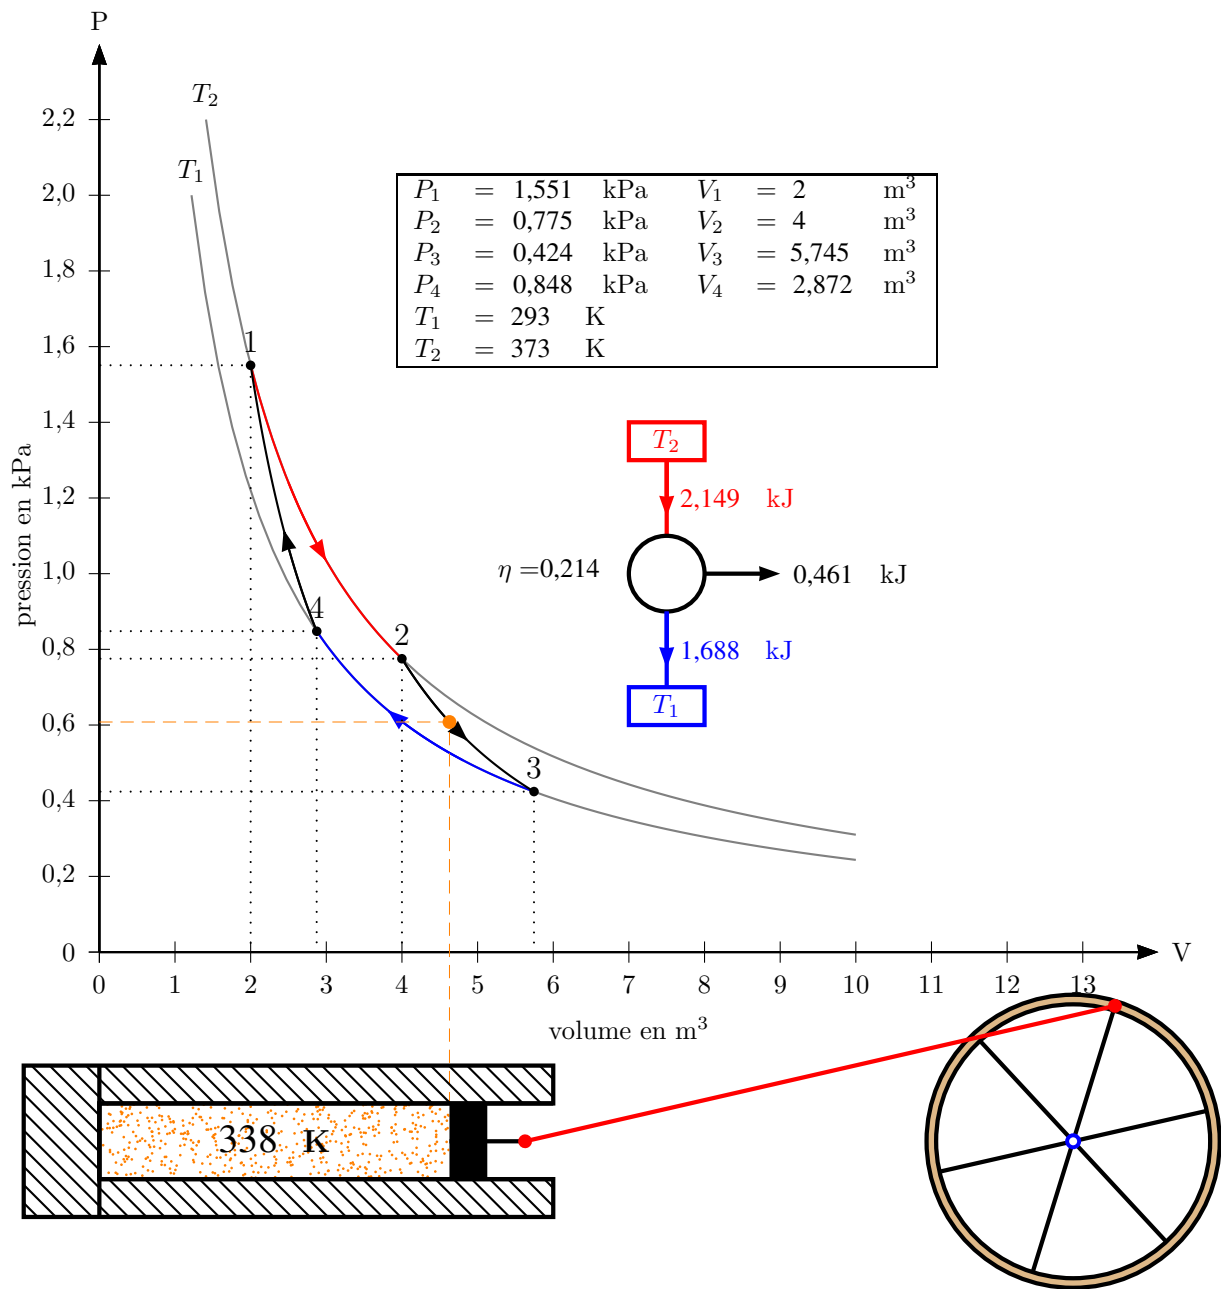 P
T₂
T₁
2,2
2,0
1,8
1,6
1,4
1,2
1,0
0,8
0,6
0,4
0,2
0
pression en kPa
P₁ = 1,551 kPa V₁ = 2 m³
P₂ = 0,775 kPa V₂ = 4 m³
P₃ = 0,424 kPa V₃ = 5,745 m³
P₄ = 0,848 kPa V₄ = 2,872 m³
T₁ = 293 K
T₂ = 373 K
1
4
2
3
T₂
2,149 kJ
η =0,214
0,461 kJ
1,688 kJ
T₁
V
0 1 2 3 4 5 6 7 8 9 10 11 12 13
volume en m³
338 K